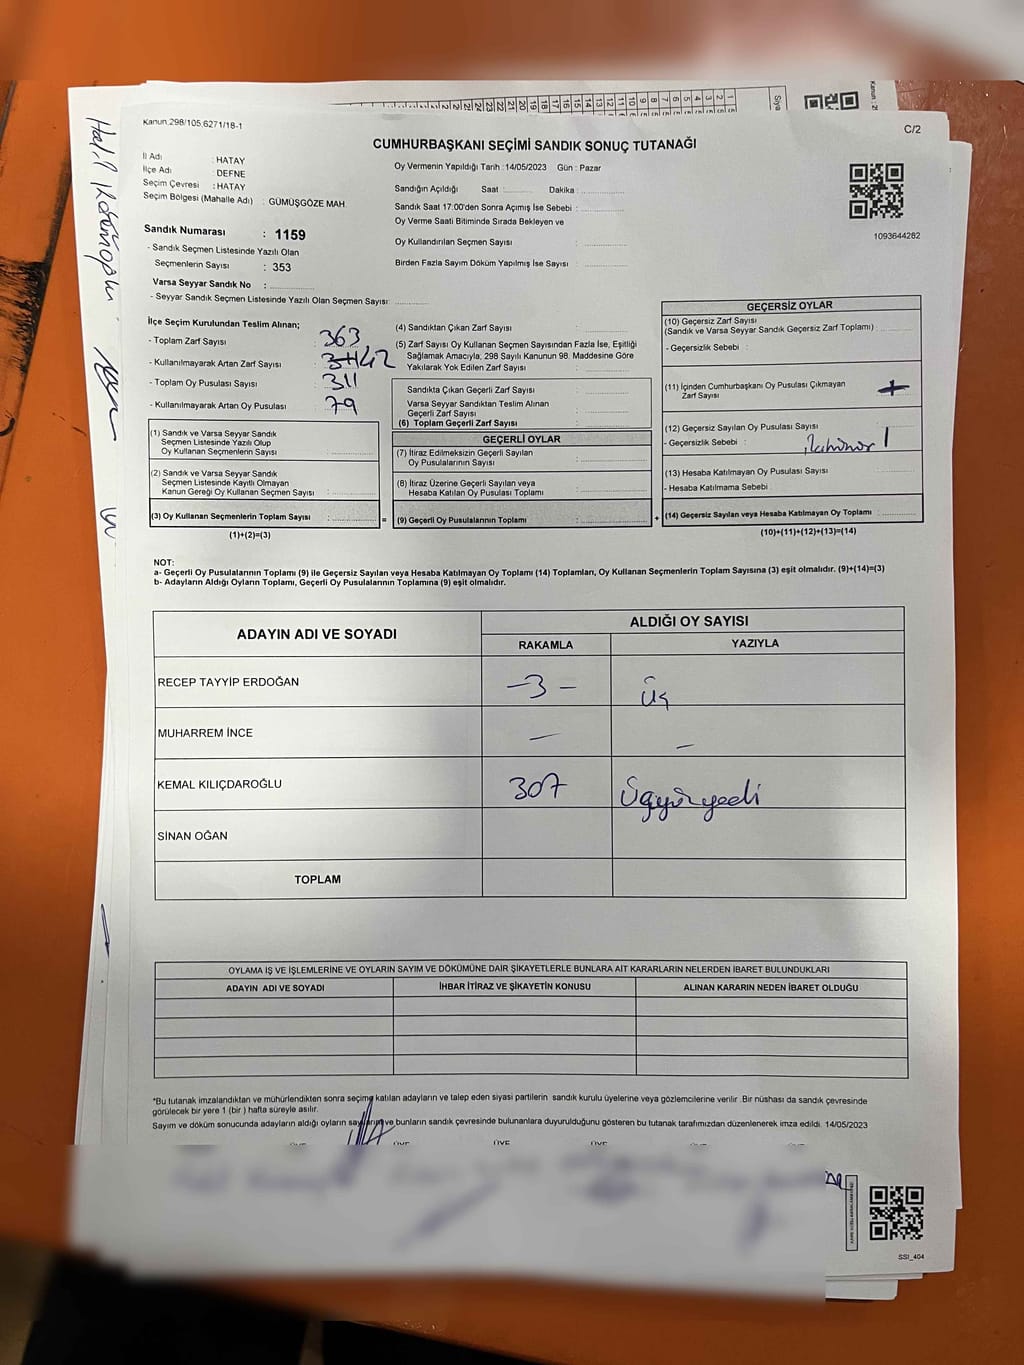 Kanun.298/105.6271/18-1
C/2
CUMHURBAŞKANI SEÇİMİ SANDIK SONUÇ TUTANAĞI
İl Adı : HATAY
İlçe Adı : DEFNE
Seçim Çevresi : HATAY
Seçim Bölgesi (Mahalle Adı) : GÜMÜŞGÖZE MAH.
Sandık Numarası : 1159
- Sandık Seçmen Listesinde Yazılı Olan
Seçmenlerin Sayısı : 353
Varsa Seyyar Sandık No :
- Seyyar Sandık Seçmen Listesinde Yazılı Olan Seçmen Sayısı:
Oy Vermenin Yapıldığı Tarih : 14/05/2023 Gün : Pazar
Sandığın Açıldığı Saat : Dakika :
Sandık Saat 17:00'den Sonra Açımış İse Sebebi :
Oy Verme Saati Bitiminde Sırada Bekleyen ve
Oy Kullandırılan Seçmen Sayısı :
Birden Fazla Sayım Döküm Yapılmış İse Sayısı :
1093644262
İlçe Seçim Kurulundan Teslim Alınan;
- Toplam Zarf Sayısı : 363
- Kullanılmayarak Artan Zarf Sayısı : 42
- Toplam Oy Pusulası Sayısı : 311
- Kullanılmayarak Artan Oy Pusulası : 79
(1) Sandık ve Varsa Seyyar Sandık
Seçmen Listesinde Yazılı Olup
Oy Kullanan Seçmenlerin Sayısı :
(2) Sandık ve Varsa Seyyar Sandık
Seçmen Listesinde Kayıtlı Olmayan
Kanun Gereği Oy Kullanan Seçmen Sayısı :
(3) Oy Kullanan Seçmenlerin Toplam Sayısı : =
(1)+(2)=(3)
(4) Sandıktan Çıkan Zarf Sayısı :
(5) Zarf Sayısı Oy Kullanan Seçmen Sayısından Fazla İse, Eşitliği
Sağlamak Amacıyla, 298 Sayılı Kanunun 98. Maddesine Göre
Yakılarak Yok Edilen Zarf Sayısı :
Sandıkta Çıkan Geçerli Zarf Sayısı :
Varsa Seyyar Sandıktan Teslim Alınan
Geçerli Zarf Sayısı :
(6) Toplam Geçerli Zarf Sayısı :
GEÇERLİ OYLAR
(7) İtiraz Edilmeksizin Geçerli Sayılan
Oy Pusulalarının Sayısı :
(8) İtiraz Üzerine Geçerli Sayılan veya
Hesaba Katılan Oy Pusulası Toplamı :
(9) Geçerli Oy Pusulalarının Toplamı : +
GEÇERSİZ OYLAR
(10) Geçersiz Zarf Sayısı
(Sandık ve Varsa Seyyar Sandık Geçersiz Zarf Toplamı) :
- Geçersizlik Sebebi :
(11) İçinden Cumhurbaşkanı Oy Pusulası Çıkmayan
Zarf Sayısı :
(12) Geçersiz Sayılan Oy Pusulası Sayısı : 1
- Geçersizlik Sebebi :
(13) Hesaba Katılmayan Oy Pusulası Sayısı :
- Hesaba Katılmama Sebebi :
(14) Geçersiz Sayılan veya Hesaba Katılmayan Oy Toplamı :
(10)+(11)+(12)+(13)=(14)
NOT:
a- Geçerli Oy Pusulalarının Toplamı (9) ile Geçersiz Sayılan veya Hesaba Katılmayan Oy Toplamı (14) Toplamları, Oy Kullanan Seçmenlerin Toplam Sayısına (3) eşit olmalıdır. (9)+(14)=(3)
b- Adayların Aldığı Oyların Toplamı, Geçerli Oy Pusulalarının Toplamına (9) eşit olmalıdır.
ADAYIN ADI VE SOYADI
ALDIĞI OY SAYISI
RAKAMLA YAZIYLA
RECEP TAYYİP ERDOĞAN -3- üç
MUHARREM İNCE - -
KEMAL KILIÇDAROĞLU 307 Üçyüzyedi
SİNAN OĞAN
TOPLAM
OYLAMA İŞ VE İŞLEMLERİNE VE OYLARIN SAYIM VE DÖKÜMÜNE DAİR ŞİKAYETLERLE BUNLARA AİT KARARLARIN NELERDEN İBARET BULUNDUKLARI
ADAYIN ADI VE SOYADI İHBAR İTİRAZ VE ŞİKAYETİN KONUSU ALINAN KARARIN NEDEN İBARET OLDUĞU
*Bu tutanak imzalandıktan ve mühürlendikten sonra seçime katılan adayların ve talep eden siyasi partilerin sandık kurulu üyelerine veya gözlemcilerine verilir .Bir nüshası da sandık çevresinde
görülecek bir yere 1 (bir ) hafta süreyle asılır.
Sayım ve döküm sonucunda adayların aldığı oyların sayılarını ve bunların sandık çevresinde bulunanlara duyurulduğunu gösteren bu tutanak tarafımızdan düzenlenerek imza edildi. 14/05/2023
ÜYE ÜYE ÜYE ÜYE
SSI_404